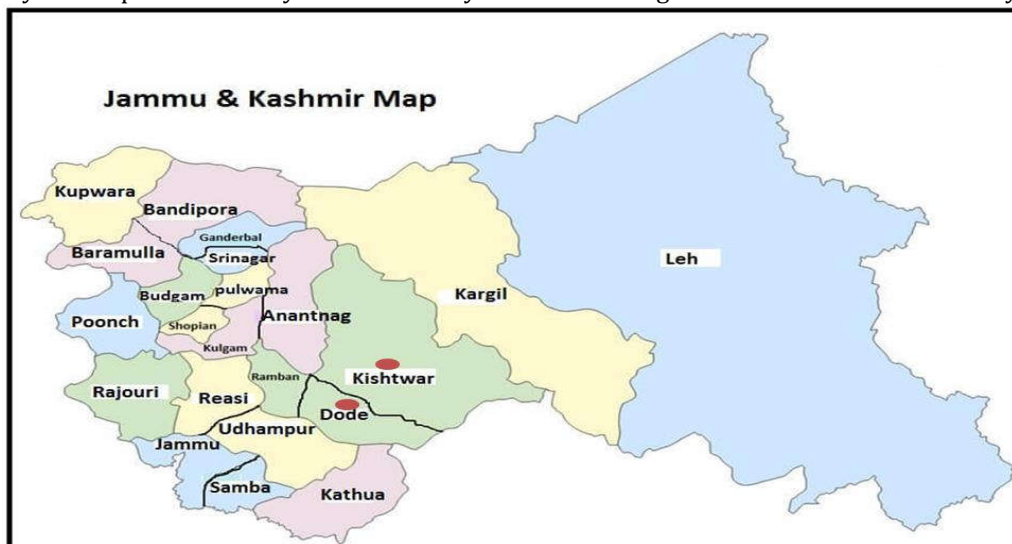 Jammu & Kashmir Map
Kupwara
Bandipora
Ganderbal
Baramulla
Srinagar
Leh
Budgam
pulwama
Kargil
Poonch
Anantnag
Shopian
Kulgam
Ramban
Kishtwar
Rajouri
Reasi
Dode
Udhampur
Jammu
Samba
Kathua